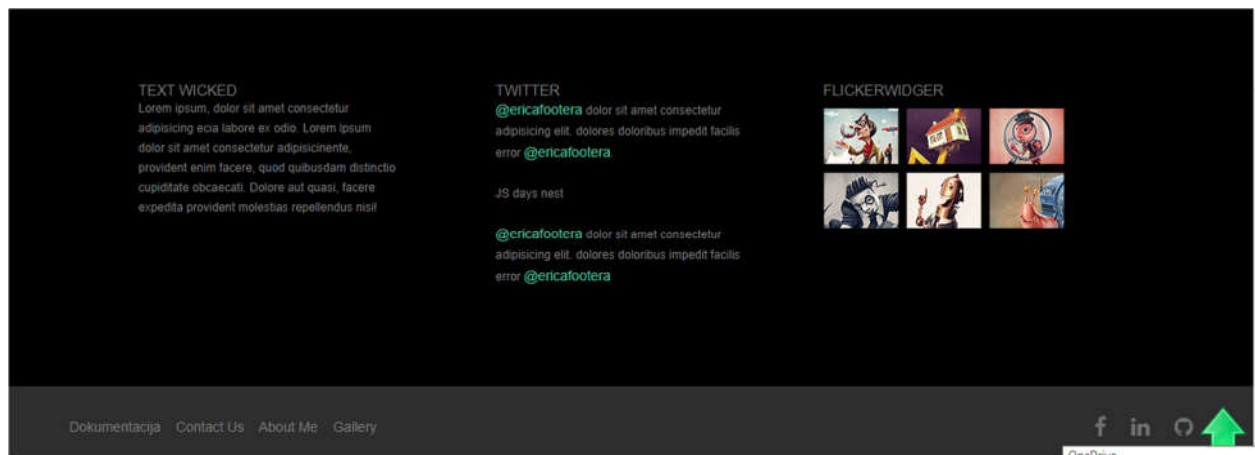 TEXT WICKED
Lorem ipsum, dolor sit amet consectetur
adipisicing ecia labore ex odio. Lorem ipsum
dolor sit amet consectetur adipisicinente,
provident enim facere, quod quibusdam distinctio
cupiditate obcaecati. Dolore aut quasi, facere
expedita provident molestias repellendus nisi!
TWITTER
@ericafootera dolor sit amet consectetur
adipisicing elit. dolores doloribus impedit facilis
error @ericafootera
JS days nest
@ericafootera dolor sit amet consectetur
adipisicing elit. dolores doloribus impedit facilis
error @ericafootera
FLICKERWIDGER
Dokumentacija Contact Us About Me Gallery
f in
OneDrive